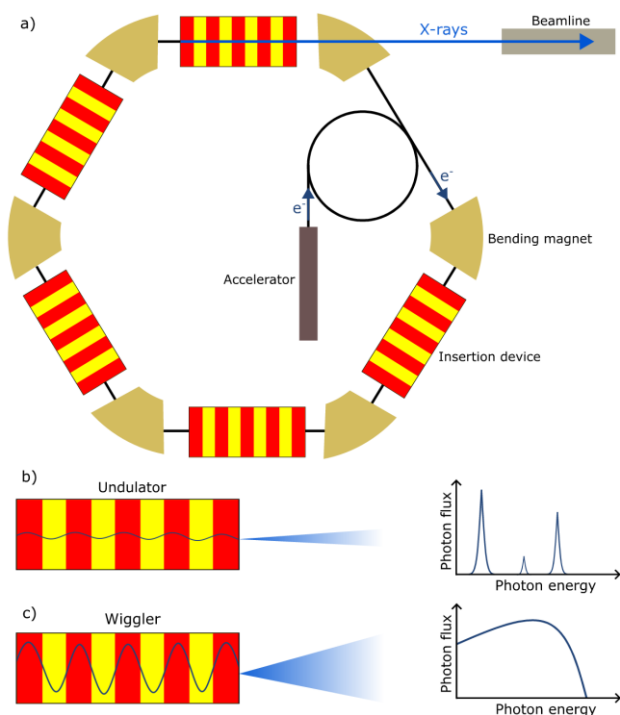 a)
Beamline
X-rays
e-
e-
Bending magnet
Accelerator
Insertion device
b)
Undulator
Photon flux
Photon energy
c)
Wiggler
Photon flux
Photon energy